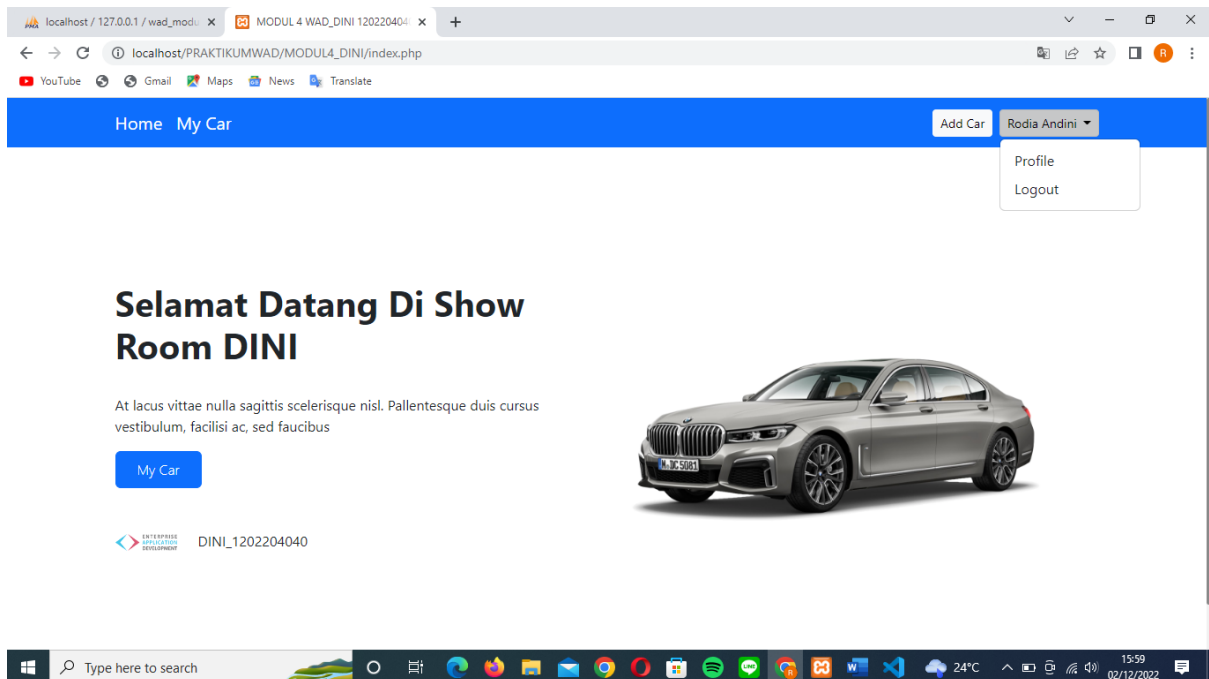 localhost / 127.0.0.1 / wad_modu
MODUL 4 WAD_DINI 120220404
localhost/PRAKTIKUMWAD/MODUL4_DINI/index.php
R
YouTube
Gmail
Maps
News
Translate
Home
My Car
Add Car
Rodia Andini
Profile
Logout
Selamat Datang Di Show
Room DINI
At lacus vittae nulla sagittis scelerisque nisl. Pallentesque duis cursus
vestibulum, facilisi ac, sed faucibus
My Car
M·DC 5081
ENTERPRISE
APPLICATION
DEVELOPMENT
DINI_1202204040
Type here to search
24°C
15:59
02/12/2022